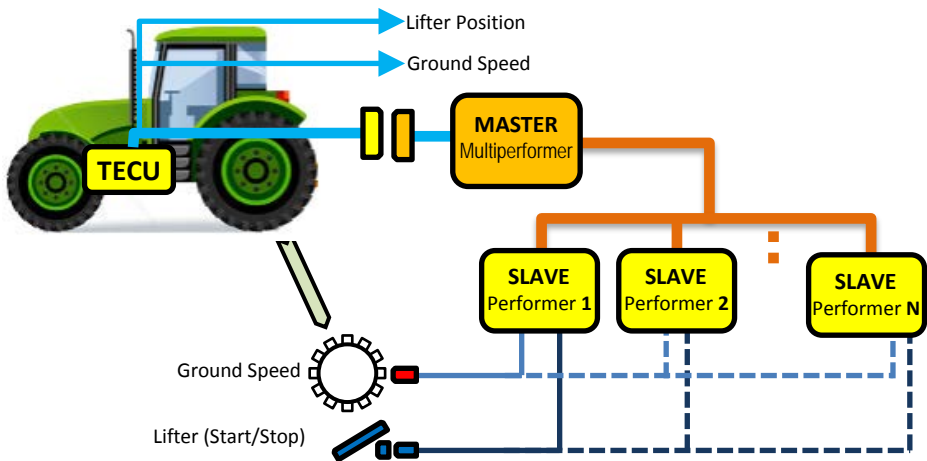 Lifter Position
Ground Speed
TECU
MASTER
Multiperformer
SLAVE
Performer 1
SLAVE
Performer 2
SLAVE
Performer N
Ground Speed
Lifter (Start/Stop)